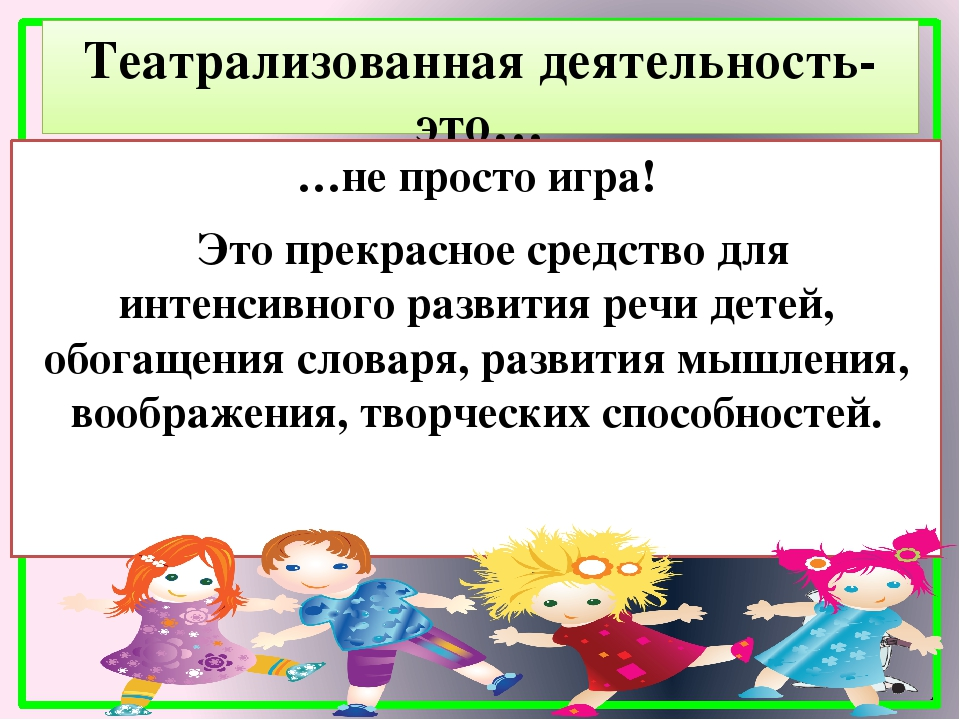 Театрализованная деятельность-
это…
…не просто игра!
Это прекрасное средство для
интенсивного развития речи детей,
обогащения словаря, развития мышления,
воображения, творческих способностей.